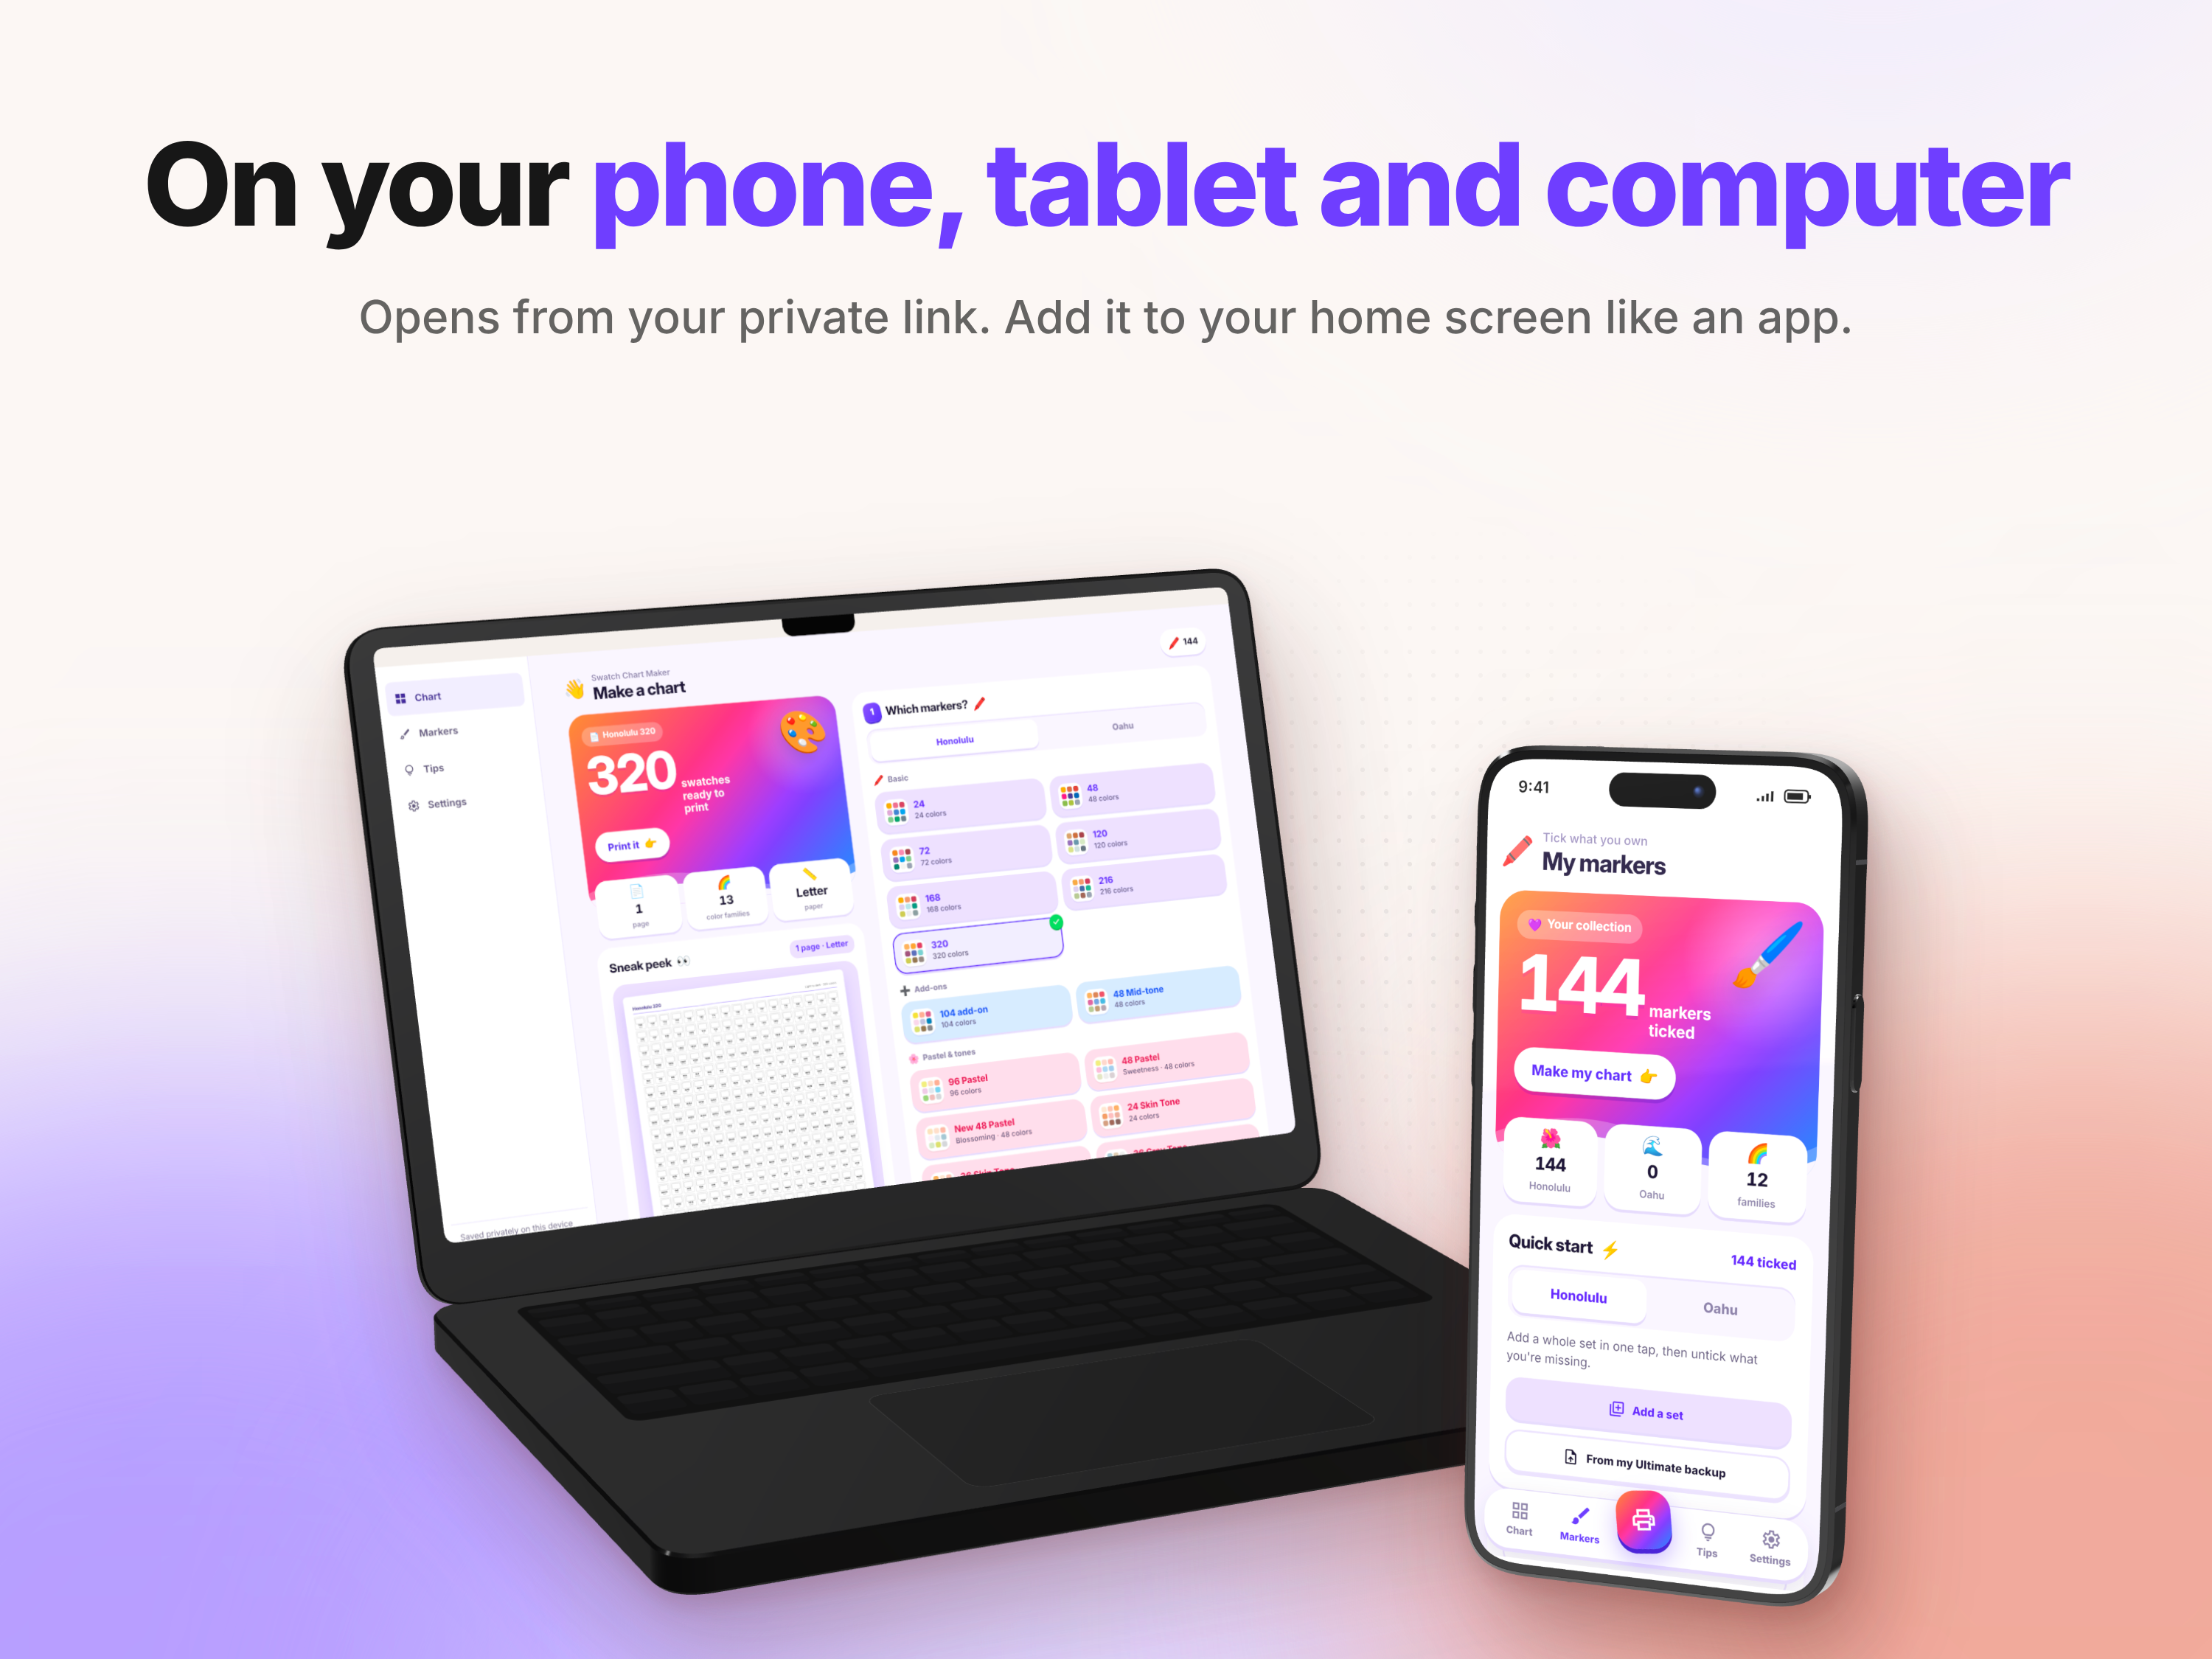 On your phone, tablet and computer
Opens from your private link. Add it to your home screen like an app.
Chart
Markers
Tips
Settings
Saved privately on this device
Swatch Chart Maker
Make a chart
144
Honolulu 320
320 swatches
ready to
print
Print it
1
page
13
color families
Letter
paper
Sneak peek
1 page · Letter
Honolulu 320
1 Which markers?
Honolulu
Oahu
Basic
24
24 colors
48
48 colors
72
72 colors
120
120 colors
168
168 colors
216
216 colors
320
320 colors
Add-ons
104 add-on
104 colors
48 Mid-tone
48 colors
Pastel & tones
96 Pastel
96 colors
48 Pastel
Sweetness · 48 colors
New 48 Pastel
Blossoming · 48 colors
24 Skin Tone
24 colors
36 Skin Tone
9:41
Tick what you own
My markers
Your collection
144 markers
ticked
Make my chart
144
Honolulu
0
Oahu
12
families
Quick start
144 ticked
Honolulu
Oahu
Add a whole set in one tap, then untick what
you're missing.
Add a set
From my Ultimate backup
Chart
Markers
Tips
Settings